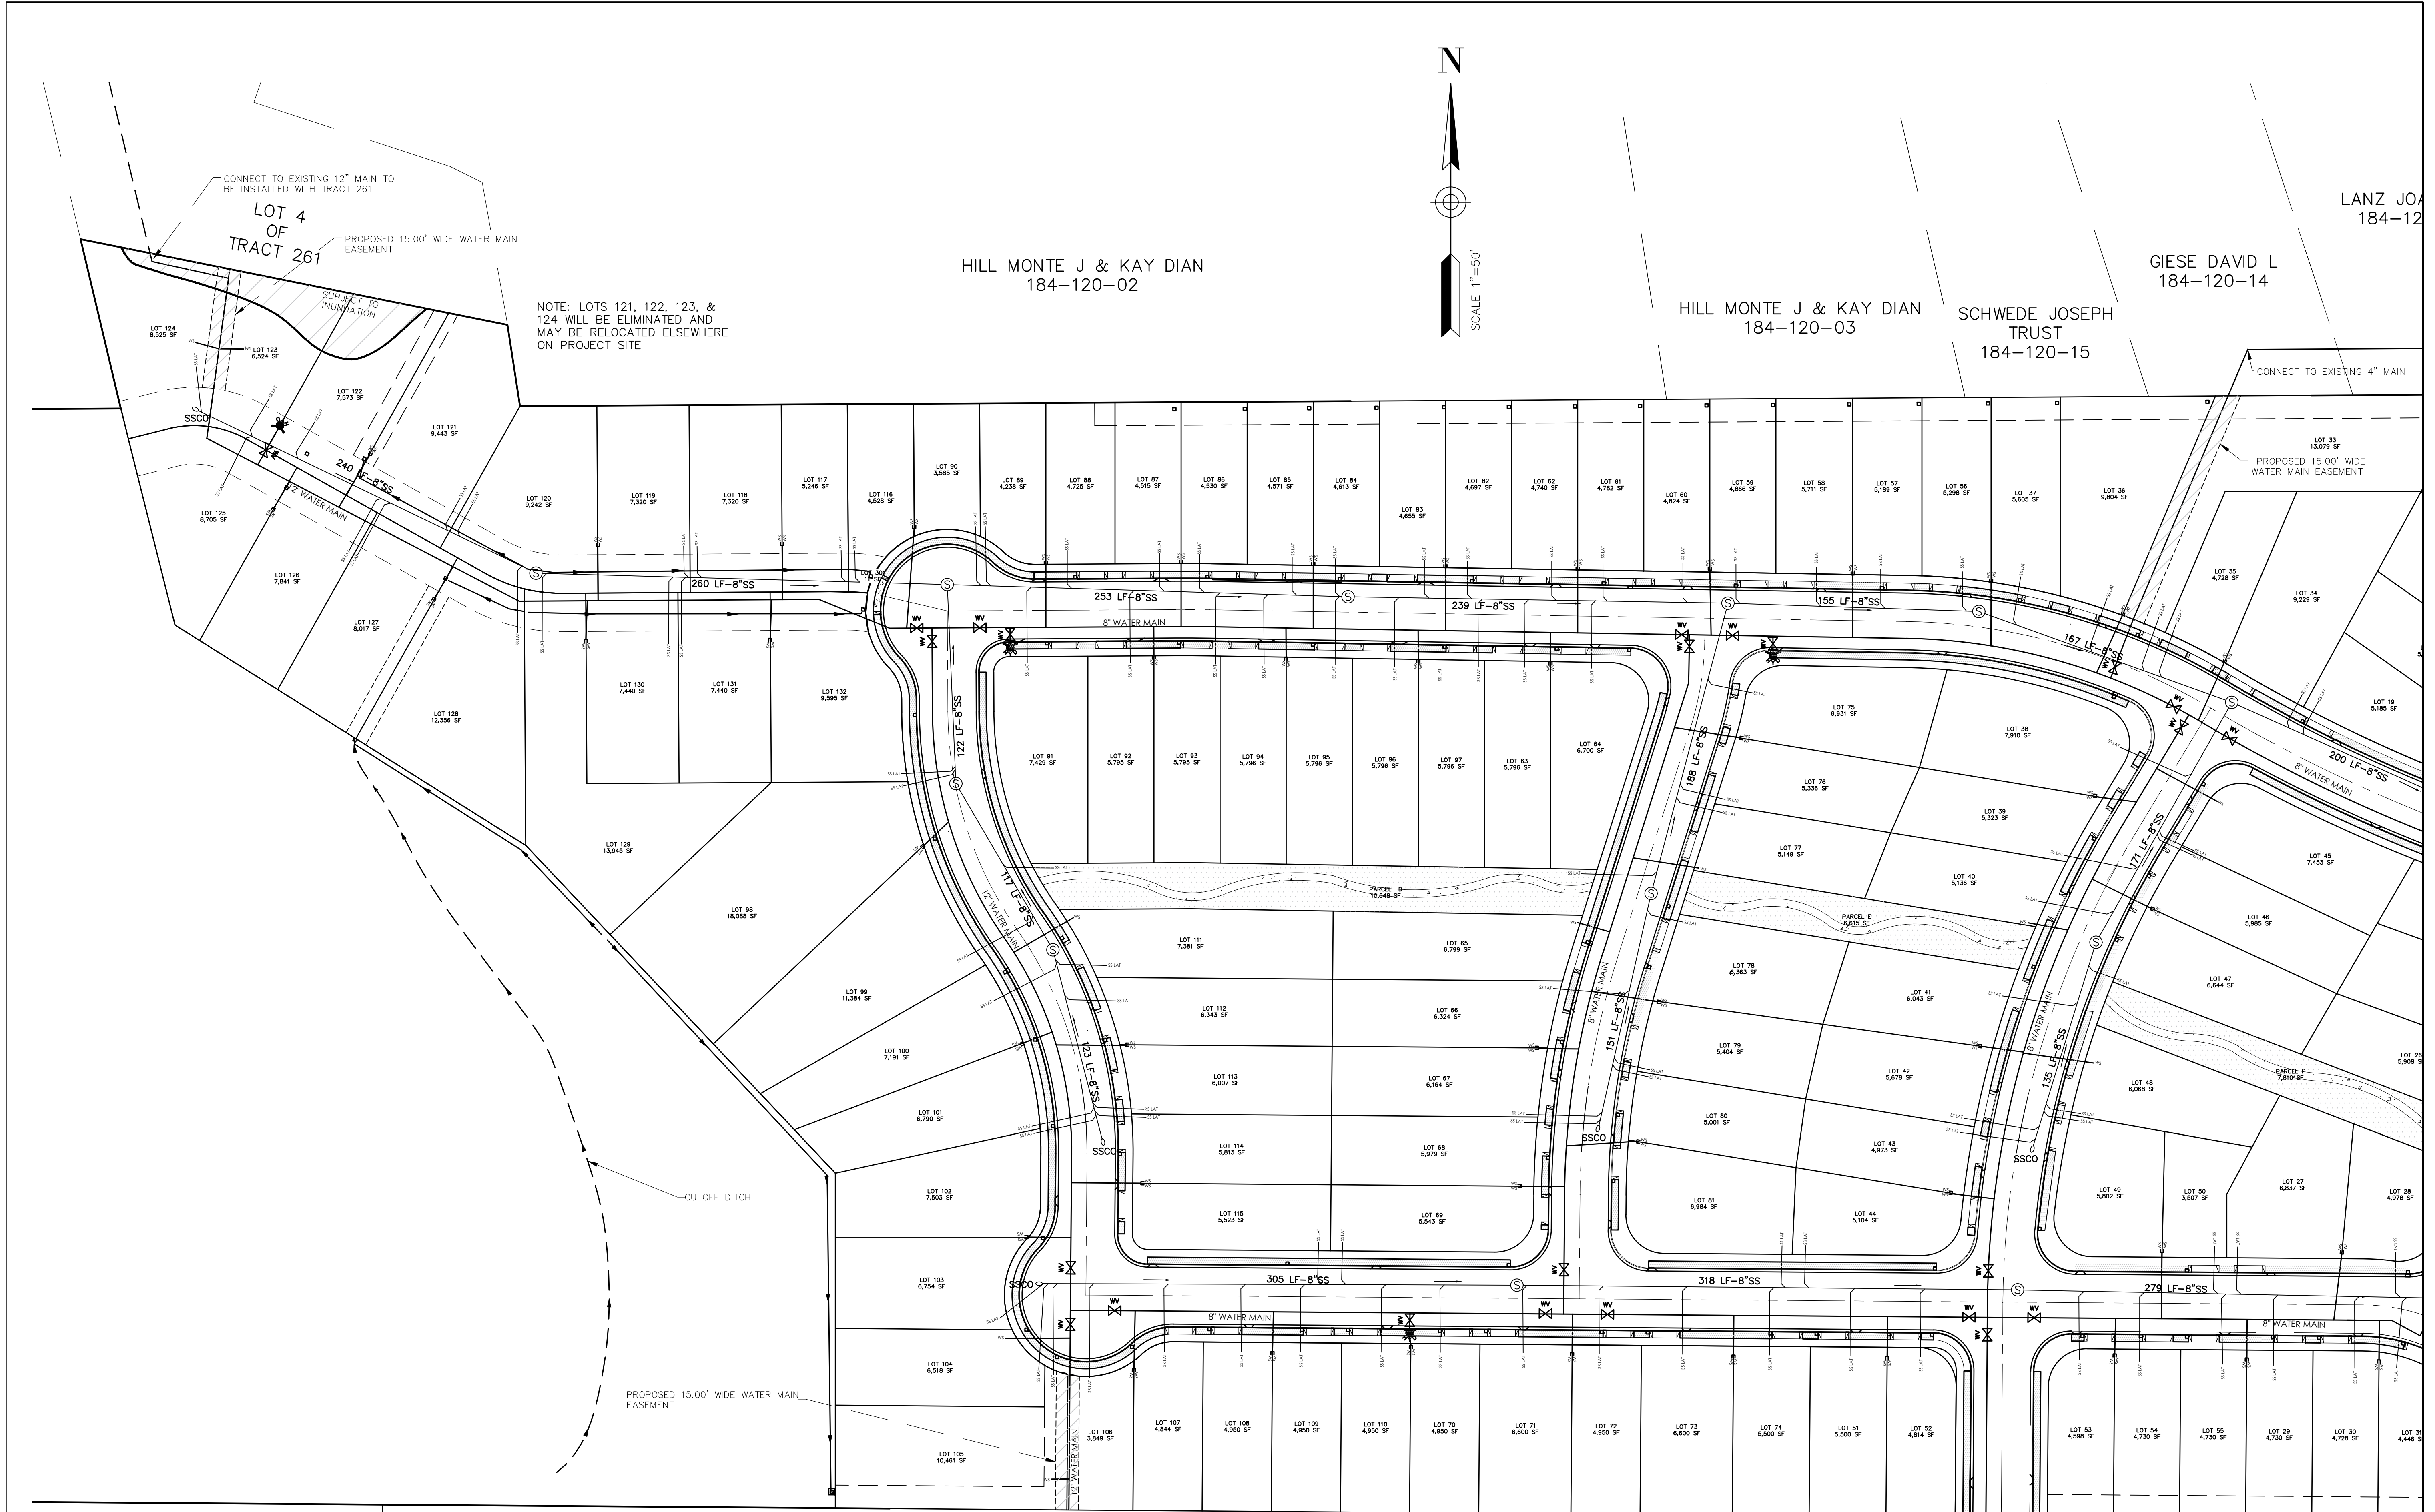 N
SCALE 1"=50'
CONNECT TO EXISTING 12" MAIN TO
BE INSTALLED WITH TRACT 261
LOT 4
OF
TRACT 261
PROPOSED 15.00' WIDE WATER MAIN
EASEMENT
SUBJECT TO
INUNDATION
NOTE: LOTS 121, 122, 123, &
124 WILL BE ELIMINATED AND
MAY BE RELOCATED ELSEWHERE
ON PROJECT SITE
HILL MONTE J & KAY DIAN
184-120-02
HILL MONTE J & KAY DIAN
184-120-03
SCHWEDE JOSEPH
TRUST
184-120-15
GIESE DAVID L
184-120-14
LANZ JOA
184-12
CONNECT TO EXISTING 4" MAIN
PROPOSED 15.00' WIDE
WATER MAIN EASEMENT
LOT 124
8,525 SF
LOT 123
6,524 SF
LOT 122
7,573 SF
LOT 121
9,443 SF
LOT 120
9,242 SF
LOT 119
7,320 SF
LOT 118
7,320 SF
LOT 117
5,246 SF
LOT 116
4,528 SF
LOT 90
3,585 SF
LOT 89
4,238 SF
LOT 88
4,725 SF
LOT 87
4,515 SF
LOT 86
4,530 SF
LOT 85
4,571 SF
LOT 84
4,613 SF
LOT 83
4,655 SF
LOT 82
4,697 SF
LOT 62
4,740 SF
LOT 61
4,782 SF
LOT 60
4,824 SF
LOT 59
4,866 SF
LOT 58
5,711 SF
LOT 57
5,189 SF
LOT 56
5,298 SF
LOT 37
5,605 SF
LOT 36
9,804 SF
LOT 33
13,079 SF
LOT 35
4,728 SF
LOT 34
9,229 SF
LOT 19
5,185 SF
SSCO
240 LF-8"SS
12" WATER MAIN
260 LF-8"SS
253 LF-8"SS
239 LF-8"SS
155 LF-8"SS
167 LF-8"SS
200 LF-8"SS
8" WATER MAIN
8" WATER MAIN
LOT 125
8,705 SF
LOT 126
7,841 SF
LOT 127
8,017 SF
LOT 128
12,356 SF
LOT 130
7,440 SF
LOT 131
7,440 SF
LOT 132
9,595 SF
LOT 129
13,945 SF
LOT 98
18,088 SF
LOT 99
11,384 SF
LOT 100
7,191 SF
LOT 101
6,790 SF
LOT 102
7,503 SF
LOT 103
6,754 SF
LOT 104
6,518 SF
LOT 105
10,461 SF
122 LF-8"SS
117 LF-8"SS
12" WATER MAIN
123 LF-8"SS
SSCO
LOT 91
7,429 SF
LOT 92
5,795 SF
LOT 93
5,795 SF
LOT 94
5,796 SF
LOT 95
5,796 SF
LOT 96
5,796 SF
LOT 97
5,796 SF
LOT 63
5,796 SF
LOT 64
6,700 SF
PARCEL D
10,648 SF
LOT 111
7,381 SF
LOT 65
6,799 SF
LOT 112
6,343 SF
LOT 66
6,324 SF
LOT 113
6,007 SF
LOT 67
6,164 SF
LOT 114
5,813 SF
LOT 68
5,979 SF
LOT 115
5,523 SF
LOT 69
5,543 SF
188 LF-8"SS
8" WATER MAIN
151 LF-8"SS
SSCO
LOT 75
6,931 SF
LOT 38
7,910 SF
LOT 76
5,336 SF
LOT 39
5,323 SF
LOT 77
5,149 SF
LOT 40
5,136 SF
PARCEL E
6,615 SF
LOT 78
6,363 SF
LOT 41
6,043 SF
LOT 79
5,404 SF
LOT 42
5,678 SF
LOT 80
5,001 SF
LOT 43
4,973 SF
LOT 81
6,984 SF
LOT 44
5,104 SF
171 LF-8"SS
8" WATER MAIN
135 LF-8"SS
SSCO
LOT 45
7,453 SF
LOT 46
5,985 SF
LOT 47
6,644 SF
LOT 26
5,908 S
PARCEL F
7,810 SF
LOT 48
6,068 SF
LOT 49
5,802 SF
LOT 50
3,507 SF
LOT 27
6,837 SF
LOT 28
4,978 SF
CUTOFF DITCH
PROPOSED 15.00' WIDE WATER MAIN
EASEMENT
SSCO
305 LF-8"SS
318 LF-8"SS
279 LF-8"SS
8" WATER MAIN
8" WATER MAIN
12" WATER MAIN
LOT 106
3,849 SF
LOT 107
4,844 SF
LOT 108
4,950 SF
LOT 109
4,950 SF
LOT 110
4,950 SF
LOT 70
4,950 SF
LOT 71
6,600 SF
LOT 72
4,950 SF
LOT 73
6,600 SF
LOT 74
5,500 SF
LOT 51
5,500 SF
LOT 52
4,814 SF
LOT 53
4,598 SF
LOT 54
4,730 SF
LOT 55
4,730 SF
LOT 29
4,730 SF
LOT 30
4,728 SF
LOT 31
4,446 S